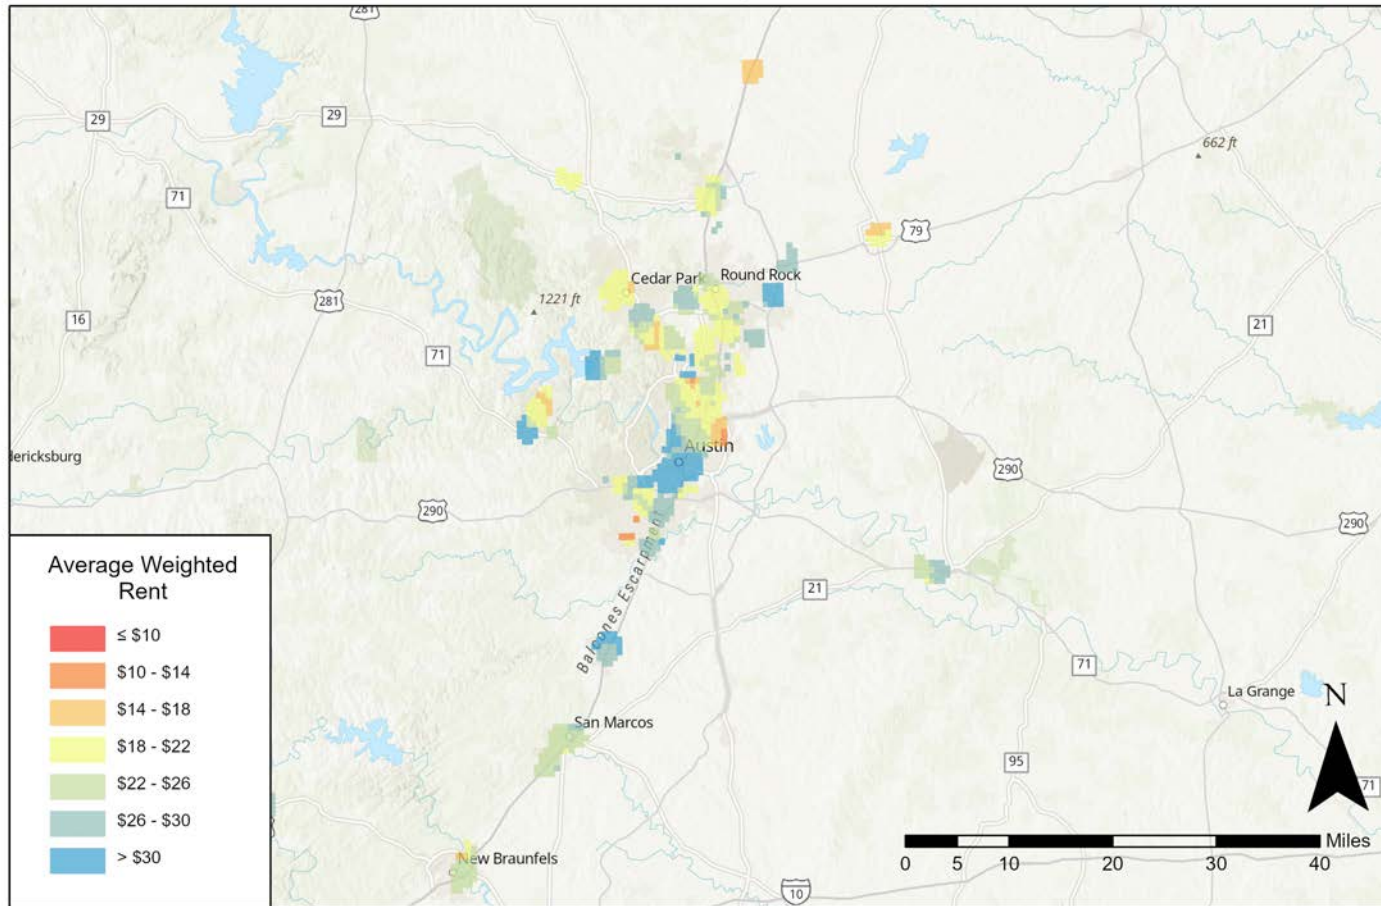 281
29
29
662 ft
71
79
Cedar Park
Round Rock
1221 ft
281
16
21
71
Austin
dericksburg
290
290
290
Balcones Escarpment
21
71
La Grange
N
San Marcos
95
71
New Braunfels
10
Average Weighted
Rent
≤ $10
$10 - $14
$14 - $18
$18 - $22
$22 - $26
$26 - $30
> $30
Miles
0 5 10 20 30 40